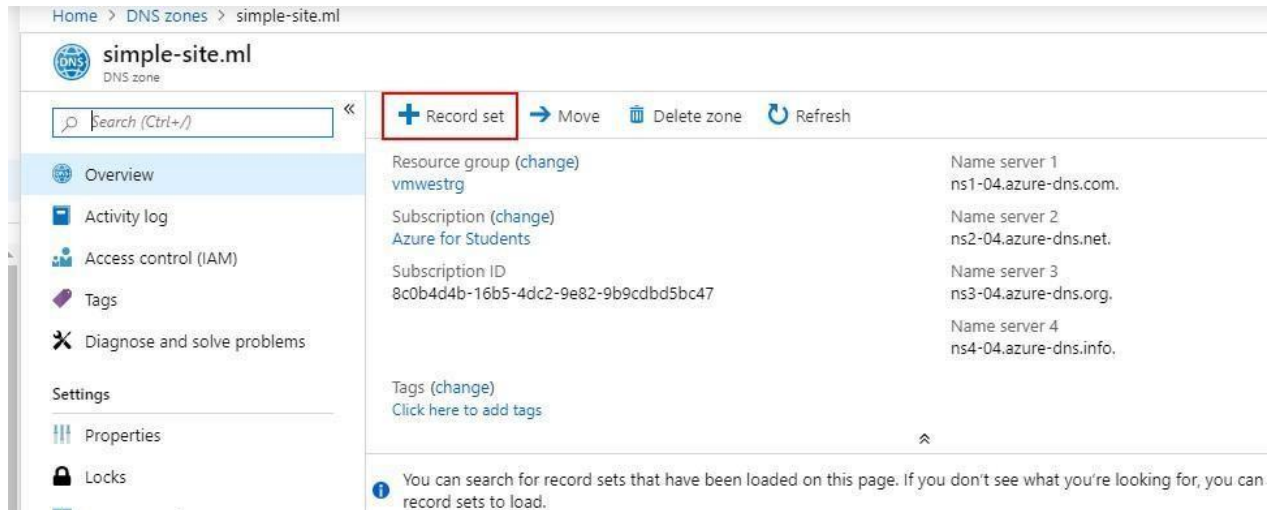 Home > DNS zones > simple-site.ml
simple-site.ml
DNS zone
Search (Ctrl+/)
«
Record set
Move
Delete zone
Refresh
Overview
Activity log
Access control (IAM)
Tags
Diagnose and solve problems
Settings
Properties
Locks
Resource group (change)
vmwestrg
Subscription (change)
Azure for Students
Subscription ID
8c0b4d4b-16b5-4dc2-9e82-9b9cdbd5bc47
Tags (change)
Click here to add tags
Name server 1
ns1-04.azure-dns.com.
Name server 2
ns2-04.azure-dns.net.
Name server 3
ns3-04.azure-dns.org.
Name server 4
ns4-04.azure-dns.info.
You can search for record sets that have been loaded on this page. If you don't see what you're looking for, you can
record sets to load.